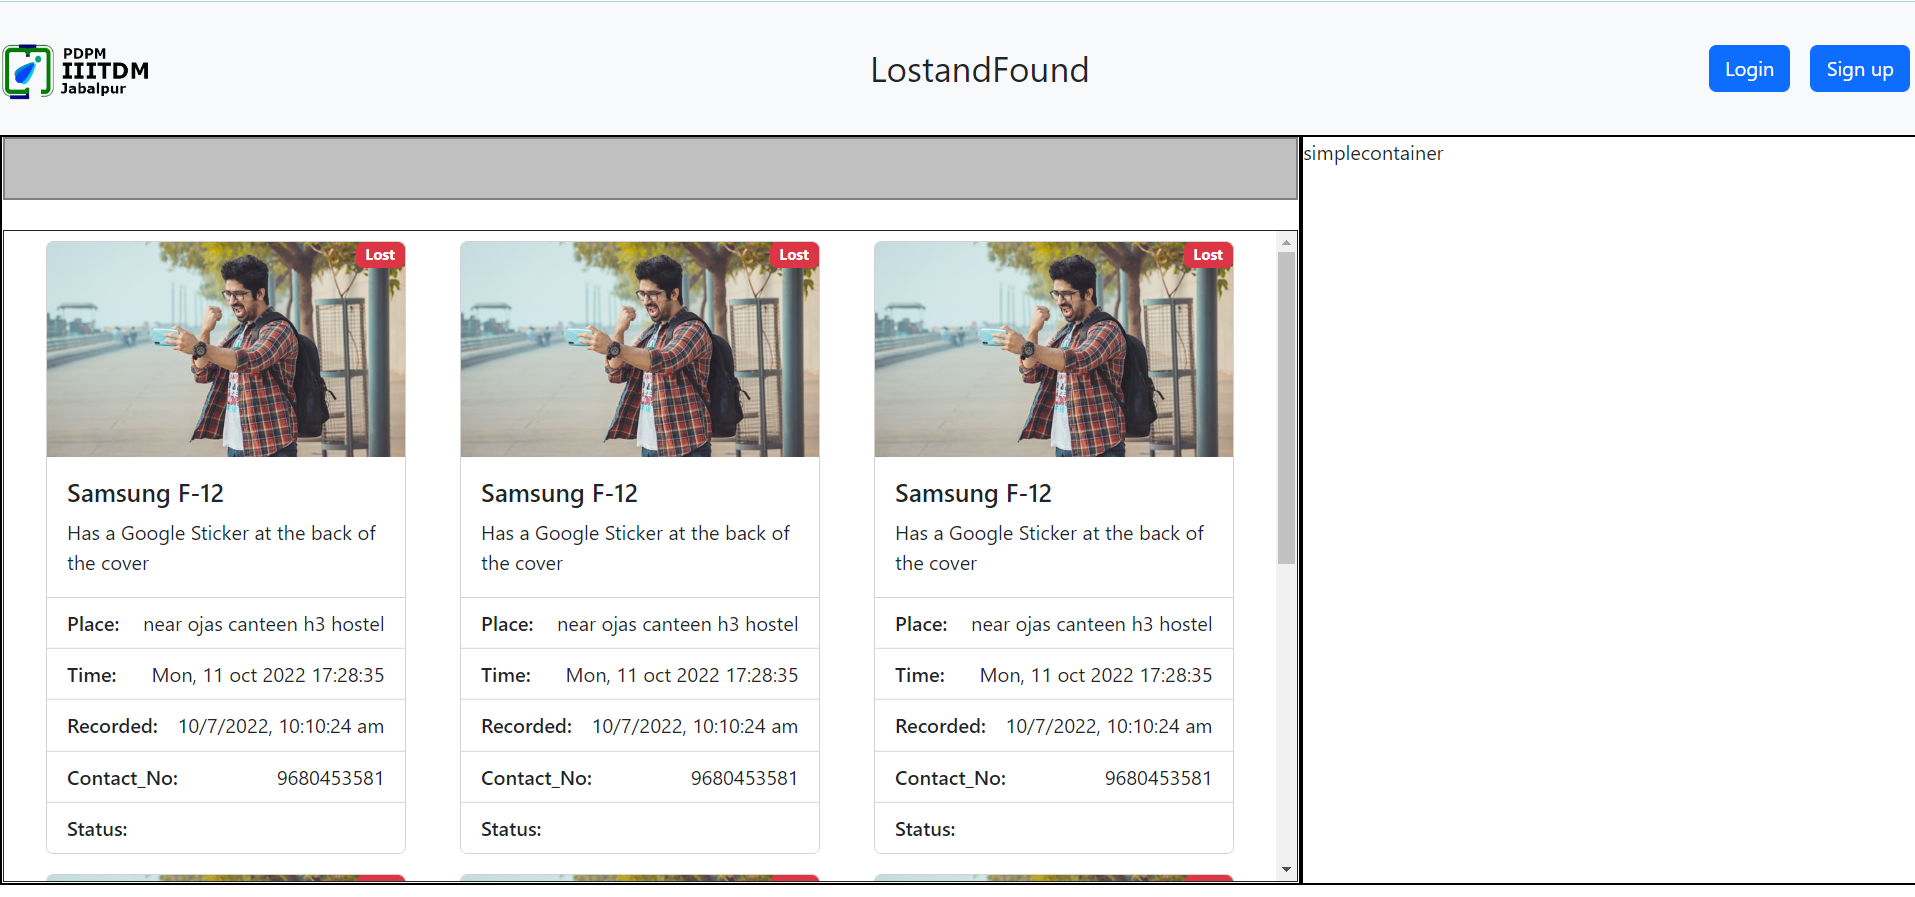 PDPM
IIITDM
Jabalpur
LostandFound
Login
Sign up
simplecontainer
Lost
Samsung F-12
Has a Google Sticker at the back of
the cover
Place: near ojas canteen h3 hostel
Time: Mon, 11 oct 2022 17:28:35
Recorded: 10/7/2022, 10:10:24 am
Contact_No: 9680453581
Status:
Lost
Samsung F-12
Has a Google Sticker at the back of
the cover
Place: near ojas canteen h3 hostel
Time: Mon, 11 oct 2022 17:28:35
Recorded: 10/7/2022, 10:10:24 am
Contact_No: 9680453581
Status:
Lost
Samsung F-12
Has a Google Sticker at the back of
the cover
Place: near ojas canteen h3 hostel
Time: Mon, 11 oct 2022 17:28:35
Recorded: 10/7/2022, 10:10:24 am
Contact_No: 9680453581
Status: